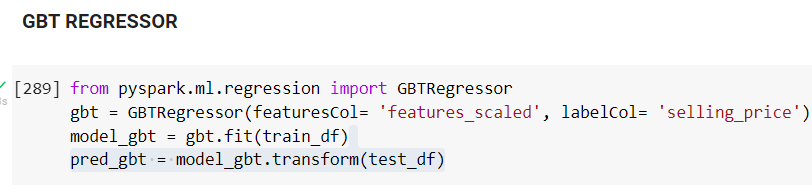 GBT REGRESSOR
[289] from pyspark.ml.regression import GBTRegressor
gbt = GBTRegressor(featuresCol= 'features_scaled', labelCol= 'selling_price')
model_gbt = gbt.fit(train_df)
pred_gbt = model_gbt.transform(test_df)